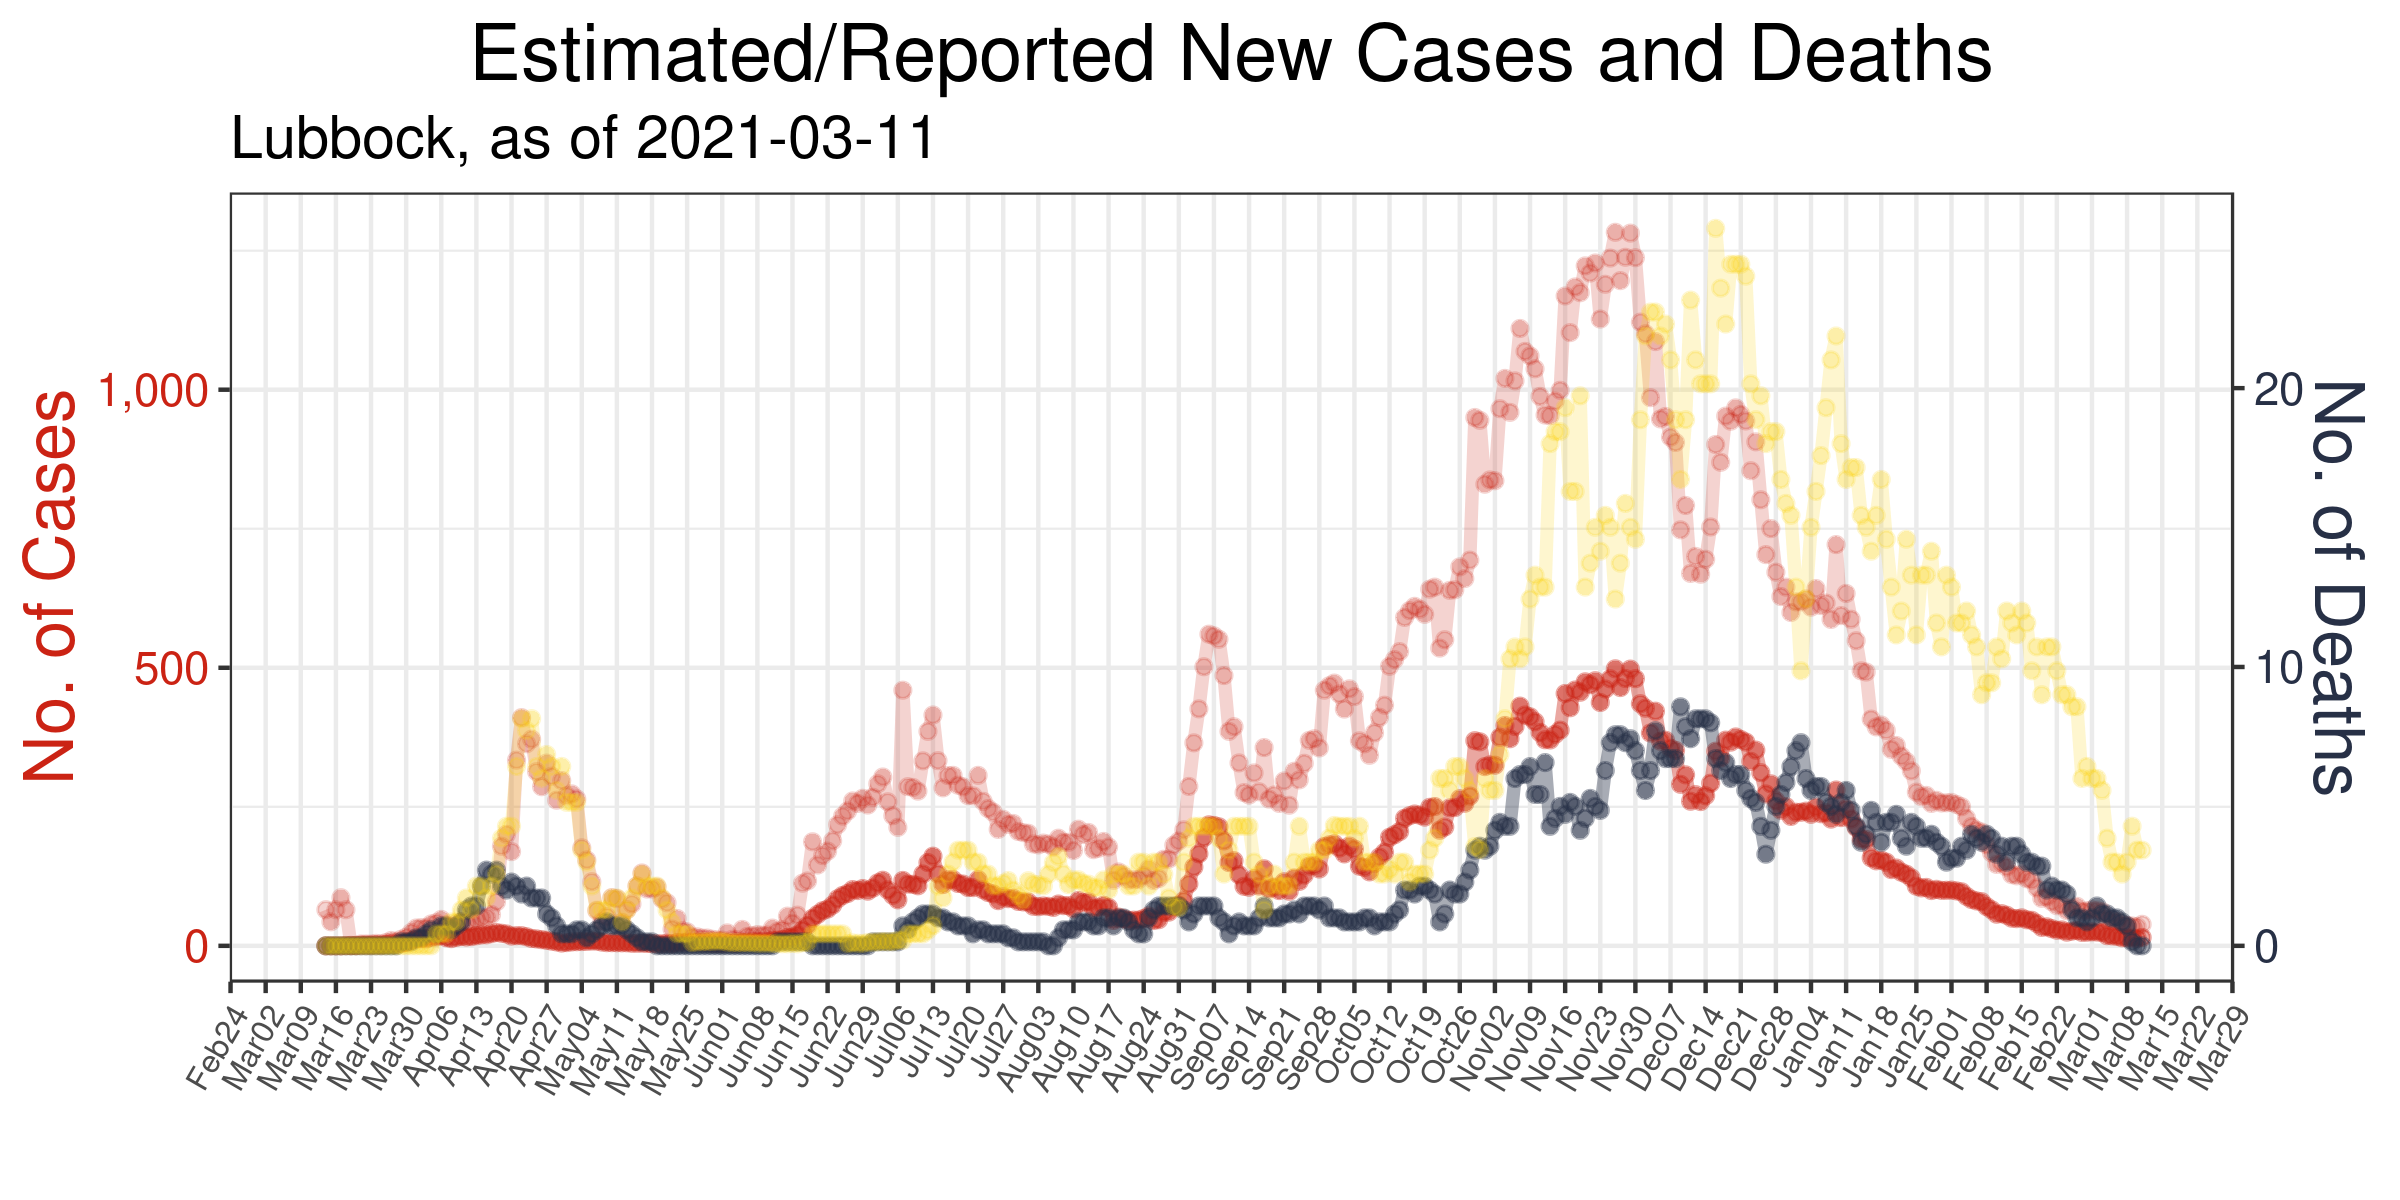 Estimated/Reported New Cases and Deaths
Lubbock, as of 2021-03-11
No. of Cases
1,000
500
0
20
10
0
No. of Deaths
Feb24
Mar02
Mar09
Mar16
Mar23
Mar30
Apr06
Apr13
Apr20
Apr27
May04
May11
May18
May25
Jun01
Jun08
Jun15
Jun22
Jun29
Jul06
Jul13
Jul20
Jul27
Aug03
Aug10
Aug17
Aug24
Aug31
Sep07
Sep14
Sep21
Sep28
Oct05
Oct12
Oct19
Oct26
Nov02
Nov09
Nov16
Nov23
Nov30
Dec07
Dec14
Dec21
Dec28
Jan04
Jan11
Jan18
Jan25
Feb01
Feb08
Feb15
Feb22
Mar01
Mar08
Mar15
Mar22
Mar29